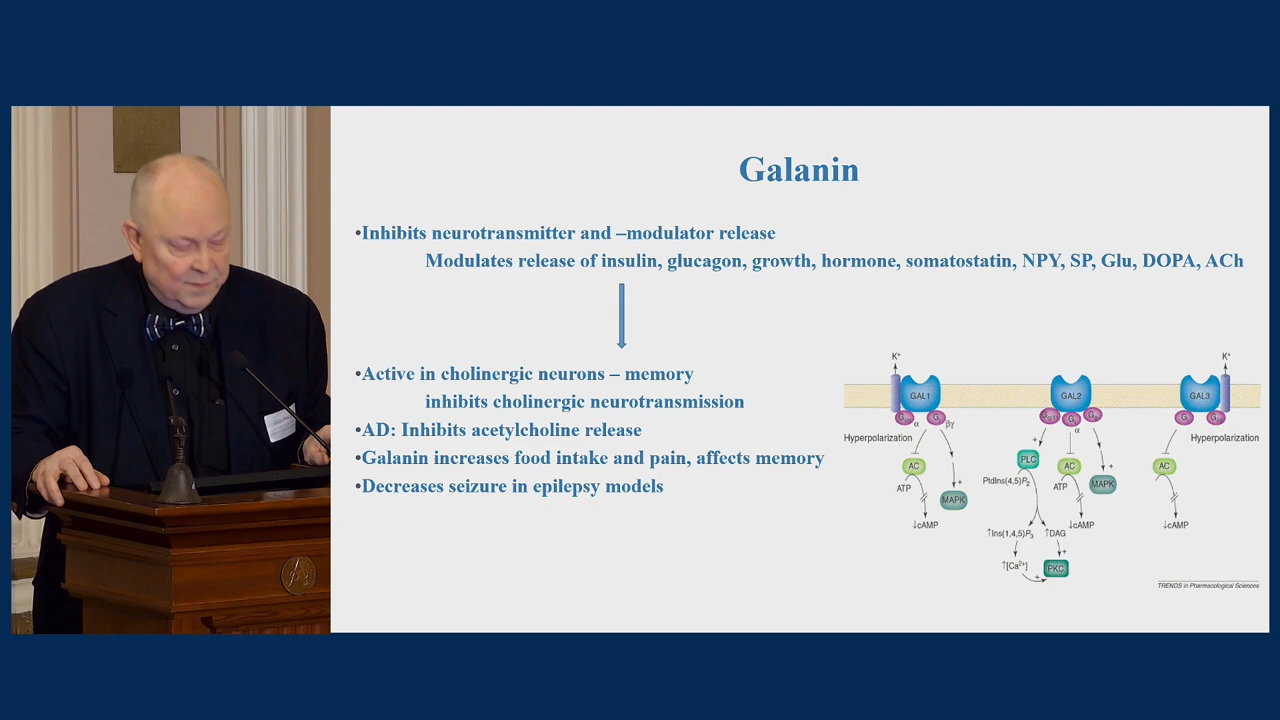 Galanin
•Inhibits neurotransmitter and –modulator release
Modulates release of insulin, glucagon, growth, hormone, somatostatin, NPY, SP, Glu, DOPA, ACh
•Active in cholinergic neurons – memory
inhibits cholinergic neurotransmission
•AD: Inhibits acetylcholine release
•Galanin increases food intake and pain, affects memory
•Decreases seizure in epilepsy models
K⁺
K⁺
GAL1
GAL2
GAL3
α
βγ
α
Hyperpolarization
Hyperpolarization
+
PLC
AC
AC
+
AC
ATP
PtdIns(4,5)P₂
ATP
MAPK
+
MAPK
↓cAMP
↓cAMP
↓cAMP
↑Ins(1,4,5)P₃
↑DAG
+
↑[Ca²⁺]
PKC
+
TRENDS in Pharmacological Sciences